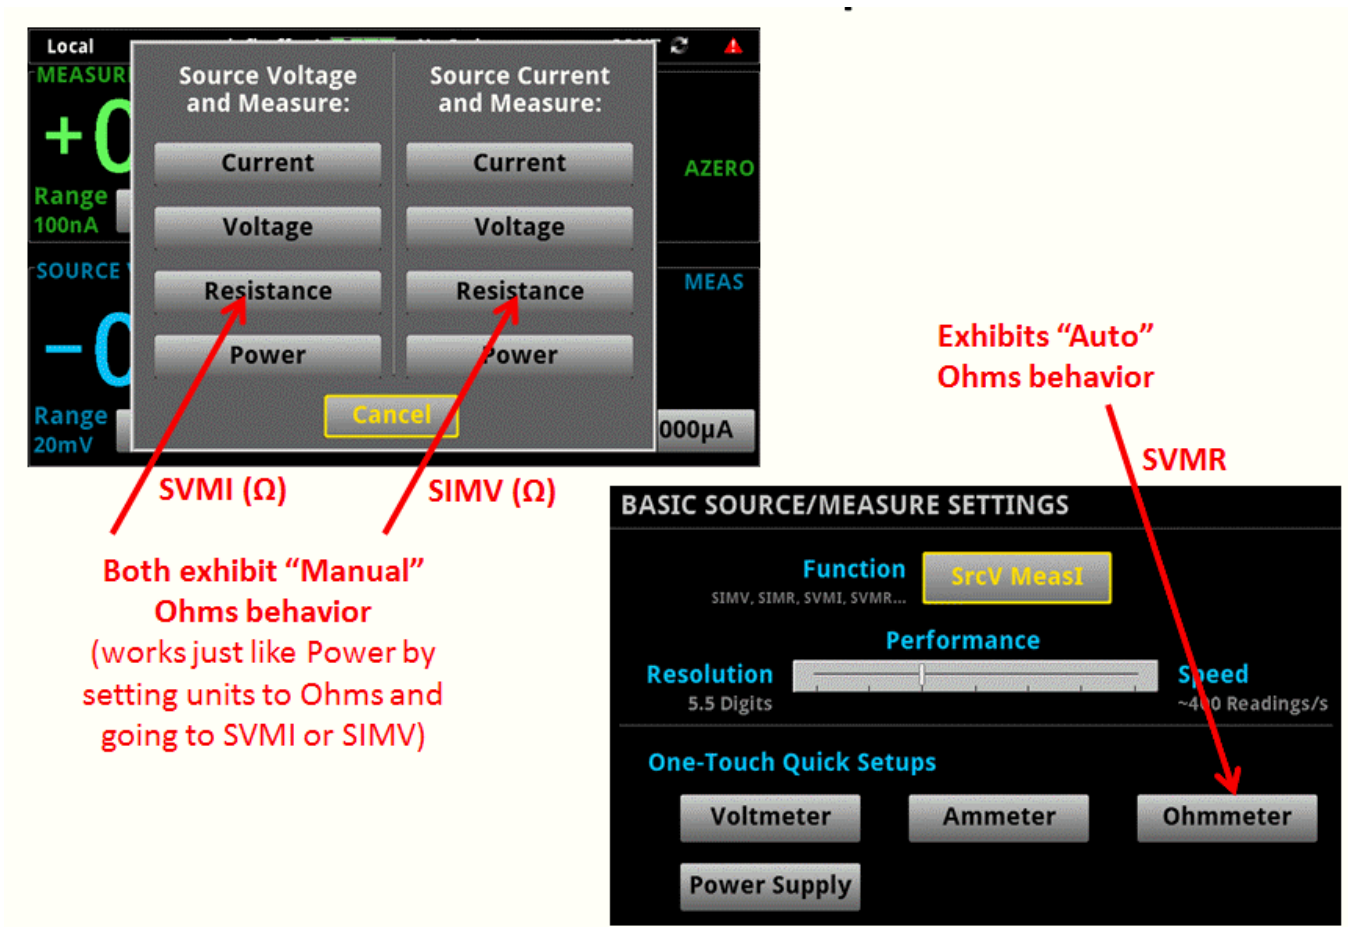 Local
MEASUR
+0
Range
100nA
AZERO
Source Voltage
and Measure:
Source Current
and Measure:
Current
Current
Voltage
Voltage
Resistance
Resistance
Power
Power
Cancel
SOURCE
MEAS
-0
Range
20mV
000µA
SVMI (Ω)
SIMV (Ω)
Both exhibit “Manual”
Ohms behavior
(works just like Power by
setting units to Ohms and
going to SVMI or SIMV)
Exhibits “Auto”
Ohms behavior
SVMR
BASIC SOURCE/MEASURE SETTINGS
Function
SrcV MeasI
SIMV, SIMR, SVMI, SVMR...
Performance
Resolution
Speed
5.5 Digits
~400 Readings/s
One-Touch Quick Setups
Voltmeter
Ammeter
Ohmmeter
Power Supply